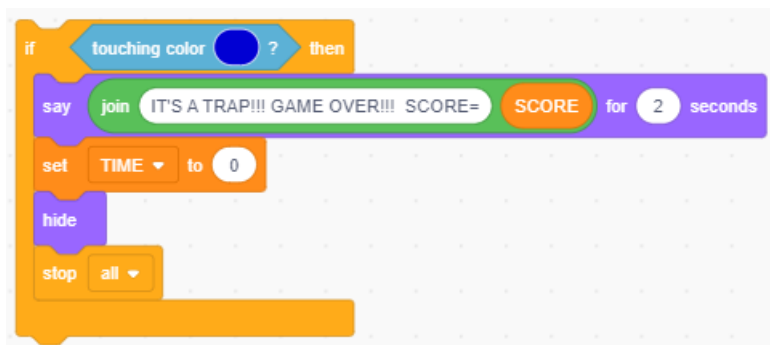 if touching color ? then
say join IT'S A TRAP!!! GAME OVER!!! SCORE= SCORE for 2 seconds
set TIME to 0
hide
stop all